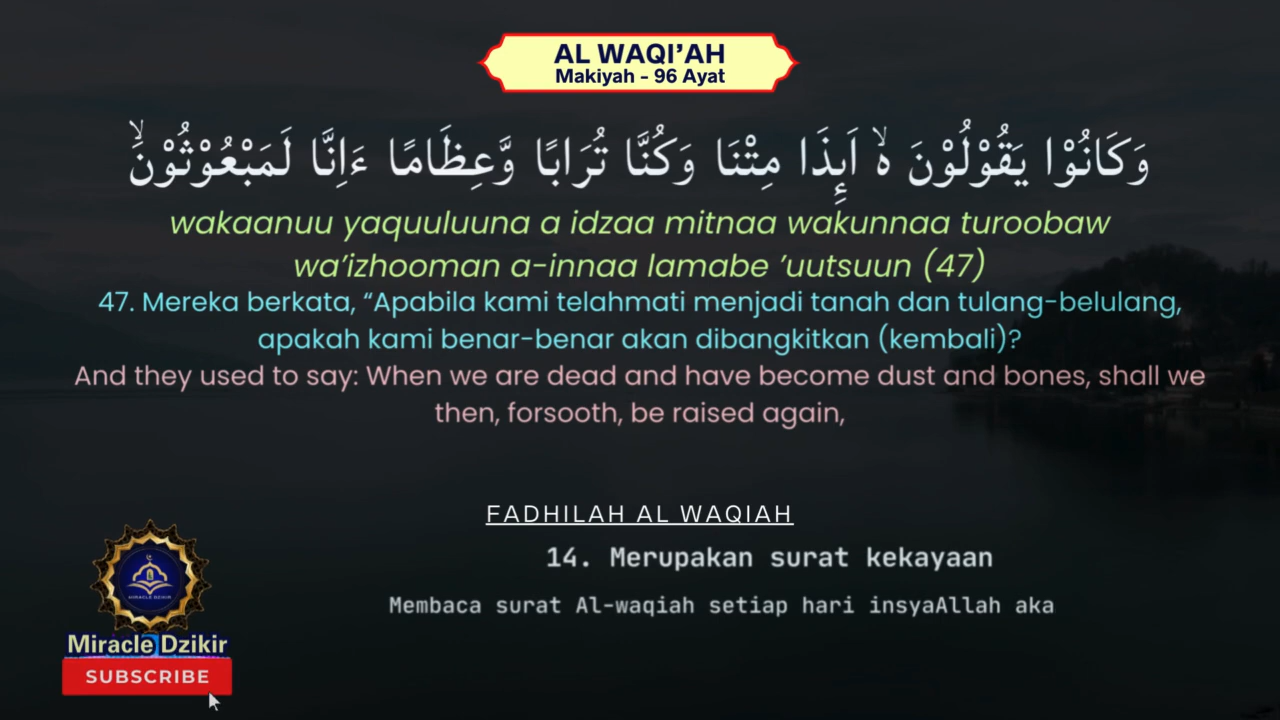 AL WAQI’AH
Makiyah - 96 Ayat
وَكَانُوْا يَقُوْلُوْنَ ەۙ اَىِٕذَا مِتْنَا وَكُنَّا تُرَابًا وَّعِظَامًا ءَاِنَّا لَمَبْعُوْثُوْنَۙ
wakaanuu yaquuluuna a idzaa mitnaa wakunnaa turoobaw
wa’izhooman a-innaa lamabe ’uutsuun (47)
47. Mereka berkata, “Apabila kami telahmati menjadi tanah dan tulang-belulang,
apakah kami benar-benar akan dibangkitkan (kembali)?
And they used to say: When we are dead and have become dust and bones, shall we
then, forsooth, be raised again,
FADHILAH AL WAQIAH
14. Merupakan surat kekayaan
Membaca surat Al-waqiah setiap hari insyaAllah aka
MIRACLE DZIKIR
Miracle Dzikir
SUBSCRIBE